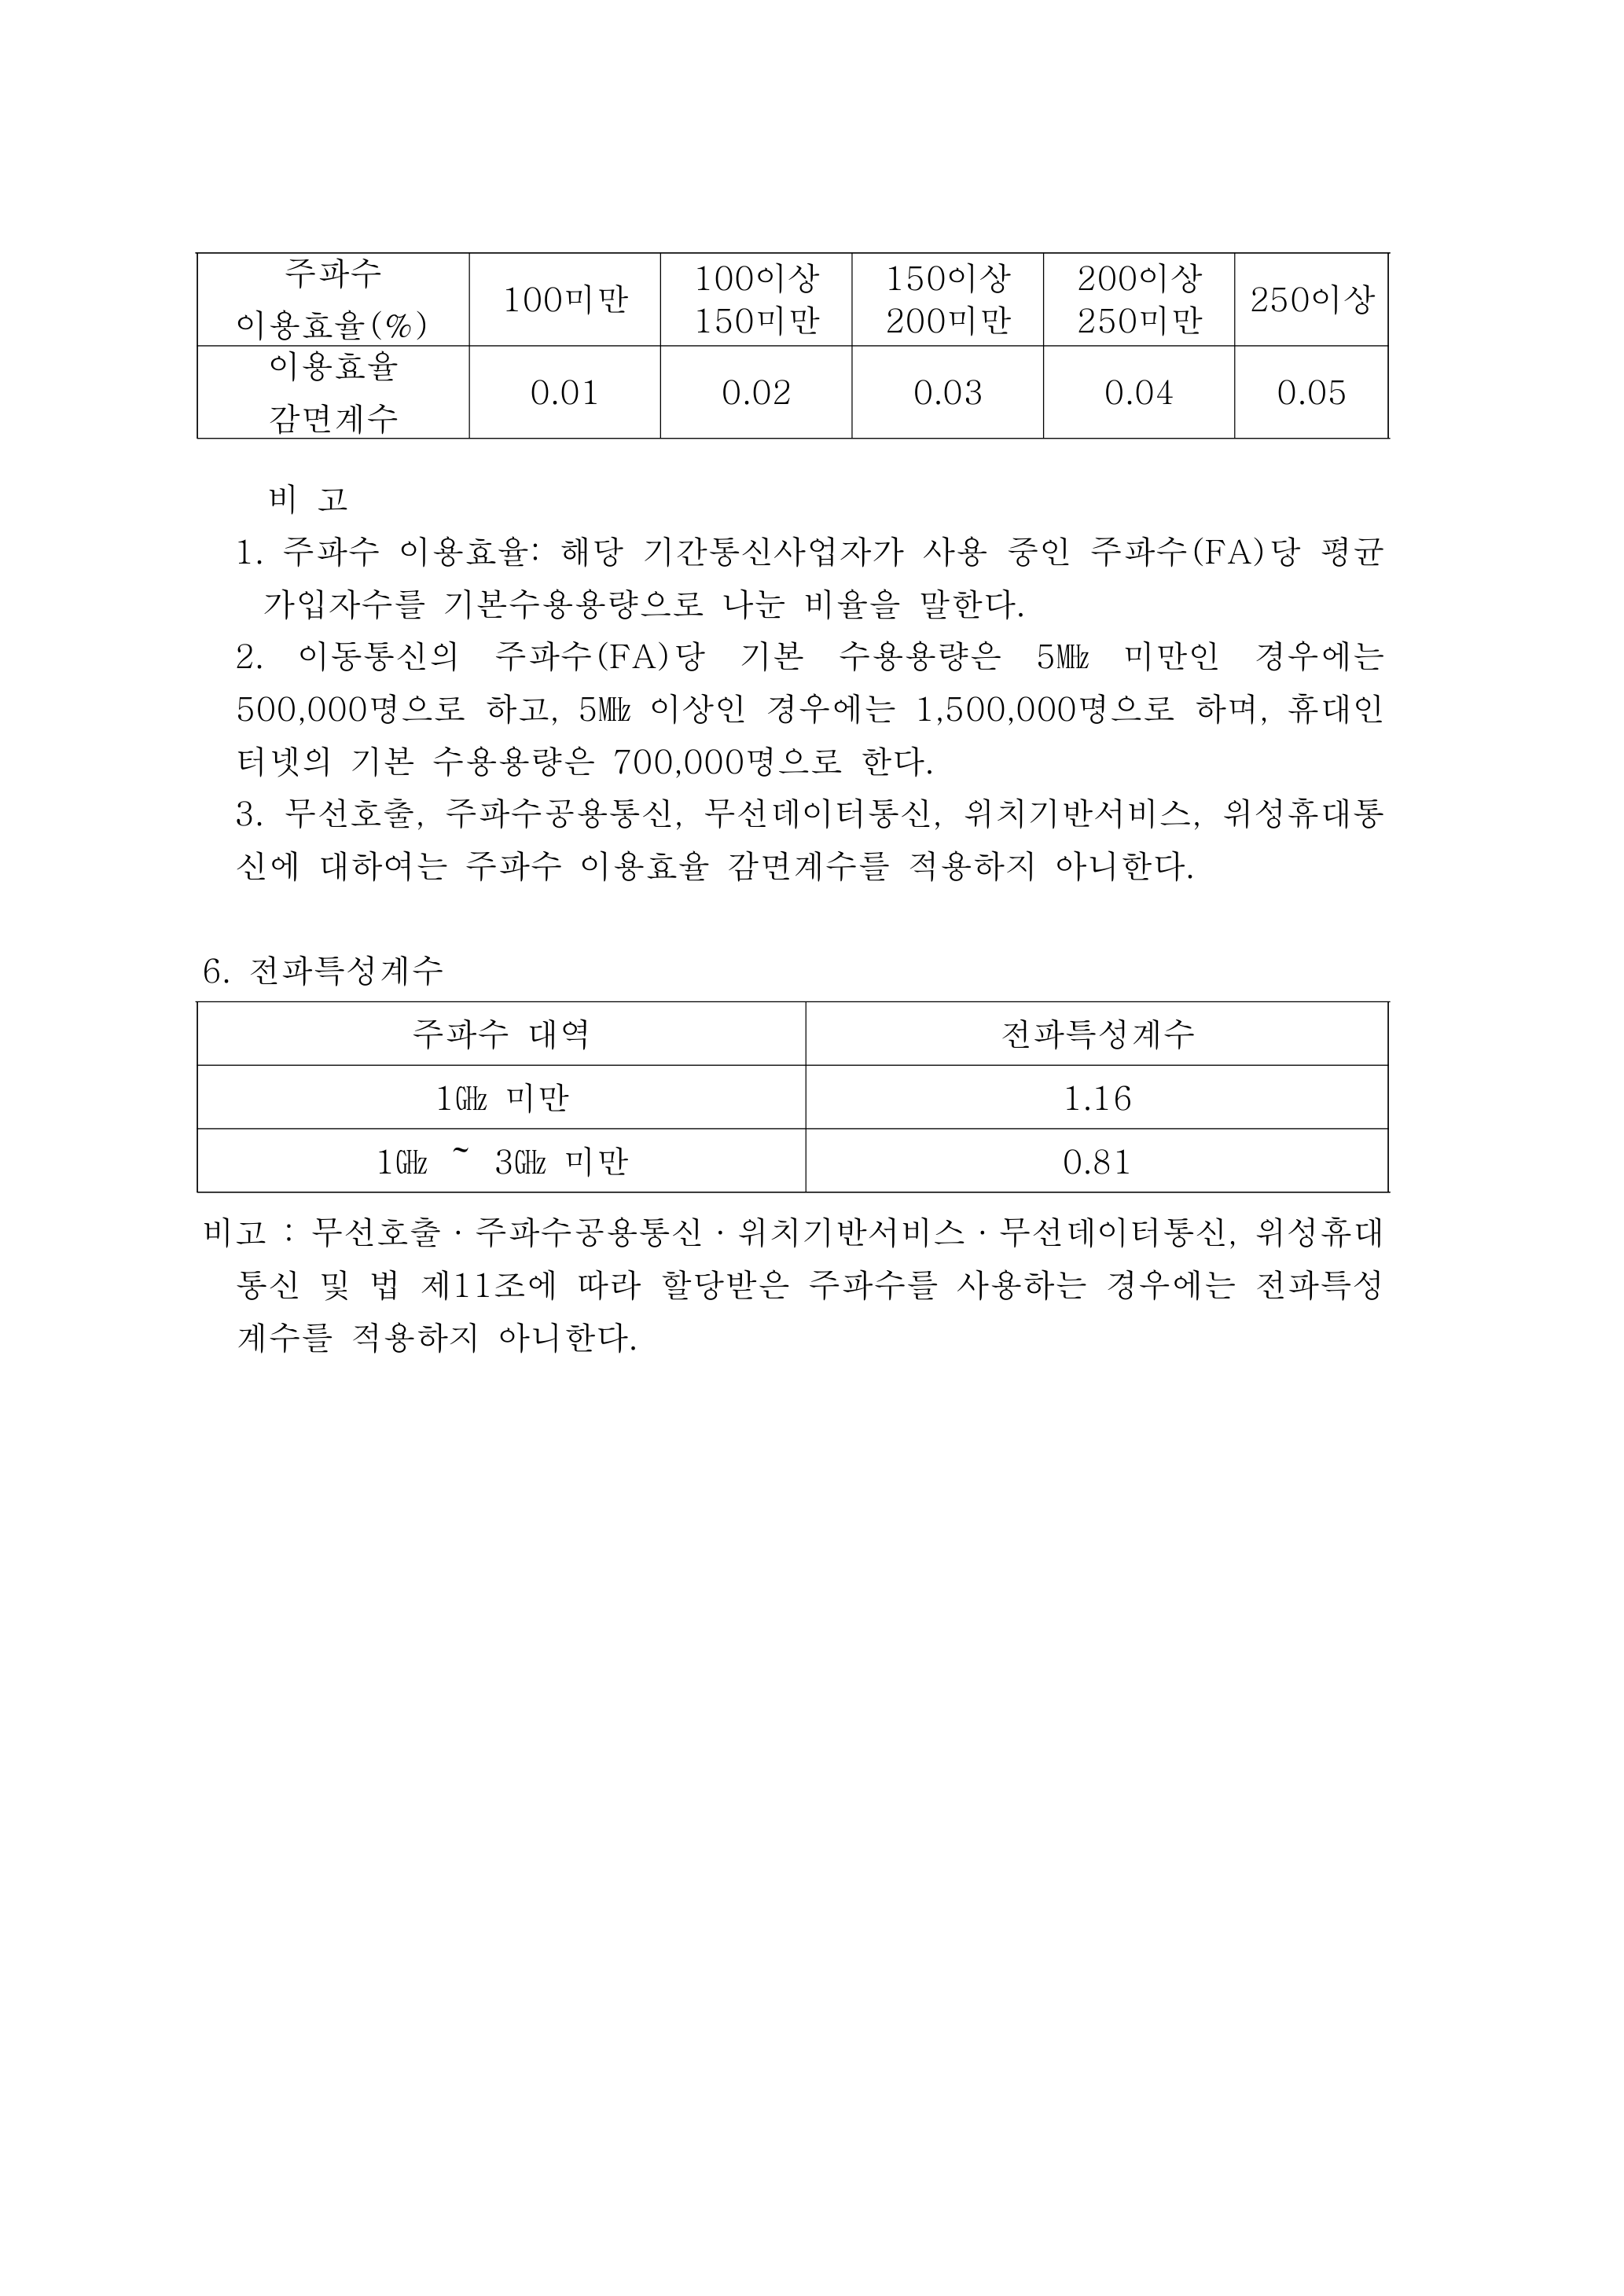 주파수
이용효율(%)
100미만
100이상
150미만
150이상
200미만
200이상
250미만
250이상
이용효율
감면계수
0.01
0.02
0.03
0.04
0.05
비 고
1. 주파수 이용효율: 해당 기간통신사업자가 사용 중인 주파수(FA)당 평균
가입자수를 기본수용용량으로 나눈 비율을 말한다.
2. 이동통신의 주파수(FA)당 기본 수용용량은 5㎒ 미만인 경우에는
500,000명으로 하고, 5㎒ 이상인 경우에는 1,500,000명으로 하며, 휴대인
터넷의 기본 수용용량은 700,000명으로 한다.
3. 무선호출, 주파수공용통신, 무선데이터통신, 위치기반서비스, 위성휴대통
신에 대하여는 주파수 이용효율 감면계수를 적용하지 아니한다.
6. 전파특성계수
주파수 대역
전파특성계수
1㎓ 미만
1.16
1㎓ ~ 3㎓ 미만
0.81
비고 : 무선호출·주파수공용통신·위치기반서비스·무선데이터통신, 위성휴대
통신 및 법 제11조에 따라 할당받은 주파수를 사용하는 경우에는 전파특성
계수를 적용하지 아니한다.